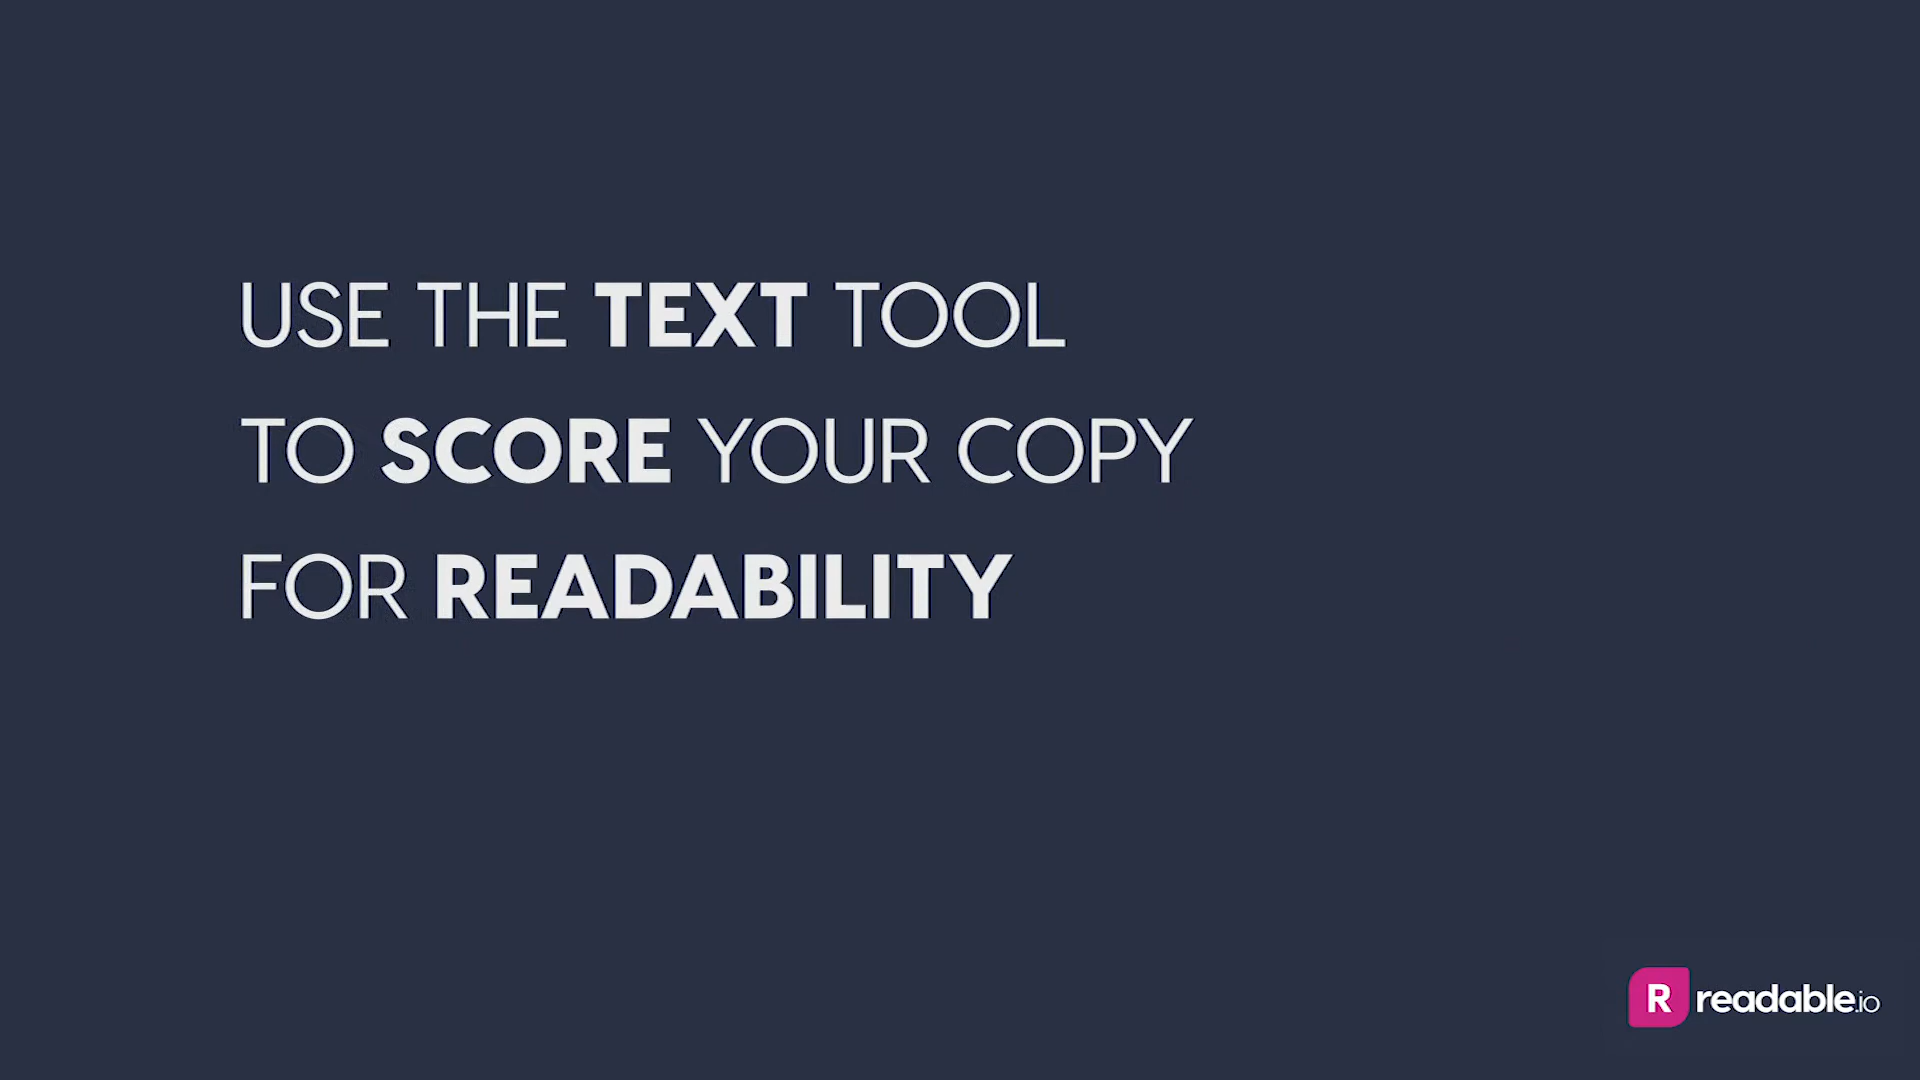 USE THE TEXT TOOL
TO SCORE YOUR COPY
FOR READABILITY
R readable.io